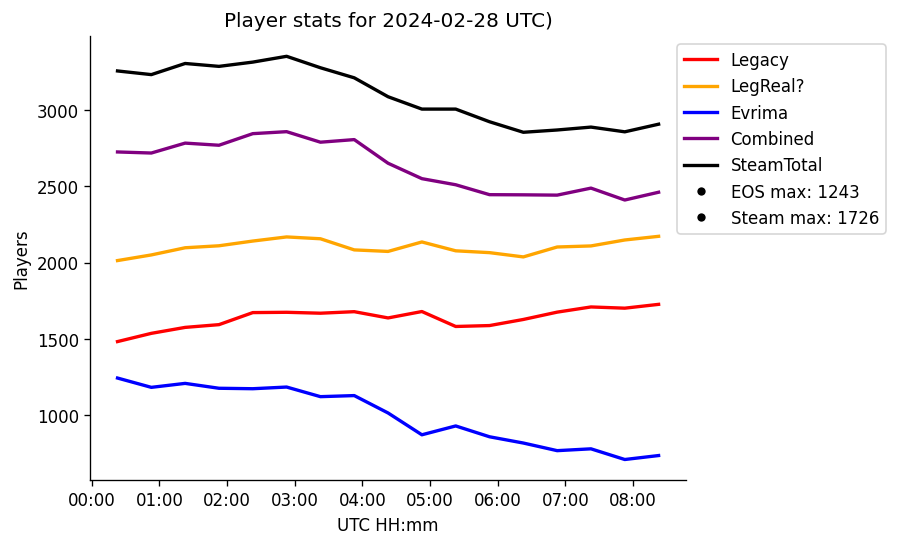 Player stats for 2024-02-28 UTC)
Legacy
LegReal?
Evrima
Combined
SteamTotal
EOS max: 1243
Steam max: 1726
Players
3000
2500
2000
1500
1000
00:00 01:00 02:00 03:00 04:00 05:00 06:00 07:00 08:00
UTC HH:mm